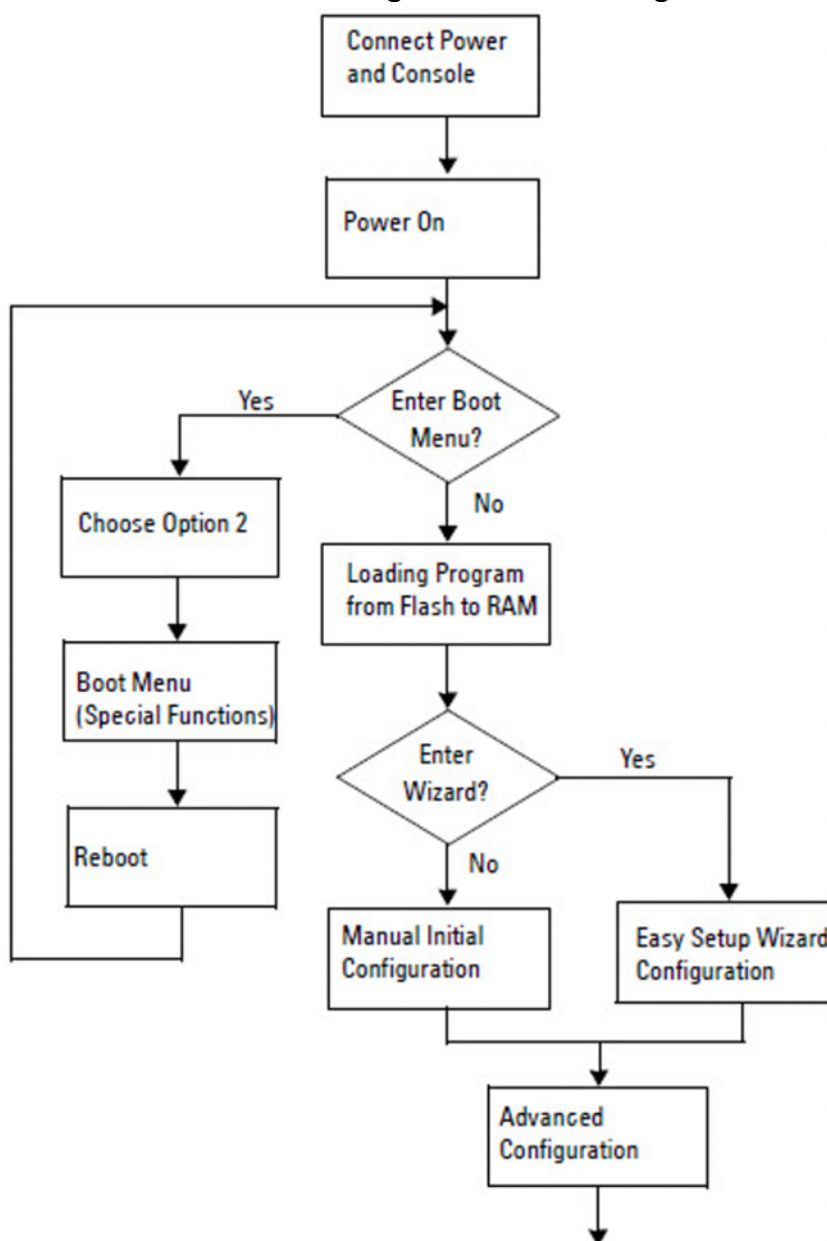 Connect Power
and Console
Power On
Enter Boot
Menu?
Yes
No
Choose Option 2
Loading Program
from Flash to RAM
Boot Menu
(Special Functions)
Enter
Wizard?
Yes
No
Reboot
Manual Initial
Configuration
Easy Setup Wizard
Configuration
Advanced
Configuration